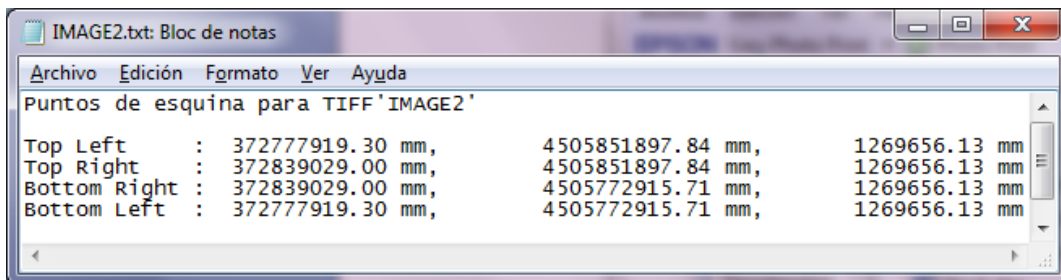 IMAGE2.txt: Bloc de notas
Archivo Edición Formato Ver Ayuda
Puntos de esquina para TIFF'IMAGE2'
Top Left : 372777919.30 mm, 4505851897.84 mm, 1269656.13 mm
Top Right : 372839029.00 mm, 4505851897.84 mm, 1269656.13 mm
Bottom Right : 372839029.00 mm, 4505772915.71 mm, 1269656.13 mm
Bottom Left : 372777919.30 mm, 4505772915.71 mm, 1269656.13 mm